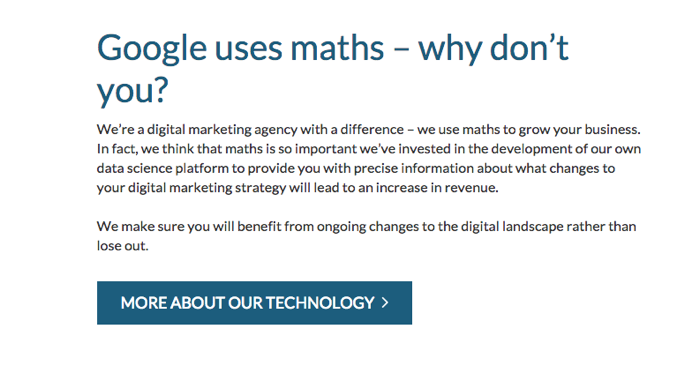 Google uses maths – why don’t
you?
We’re a digital marketing agency with a difference – we use maths to grow your business.
In fact, we think that maths is so important we’ve invested in the development of our own
data science platform to provide you with precise information about what changes to
your digital marketing strategy will lead to an increase in revenue.
We make sure you will benefit from ongoing changes to the digital landscape rather than
lose out.
MORE ABOUT OUR TECHNOLOGY >